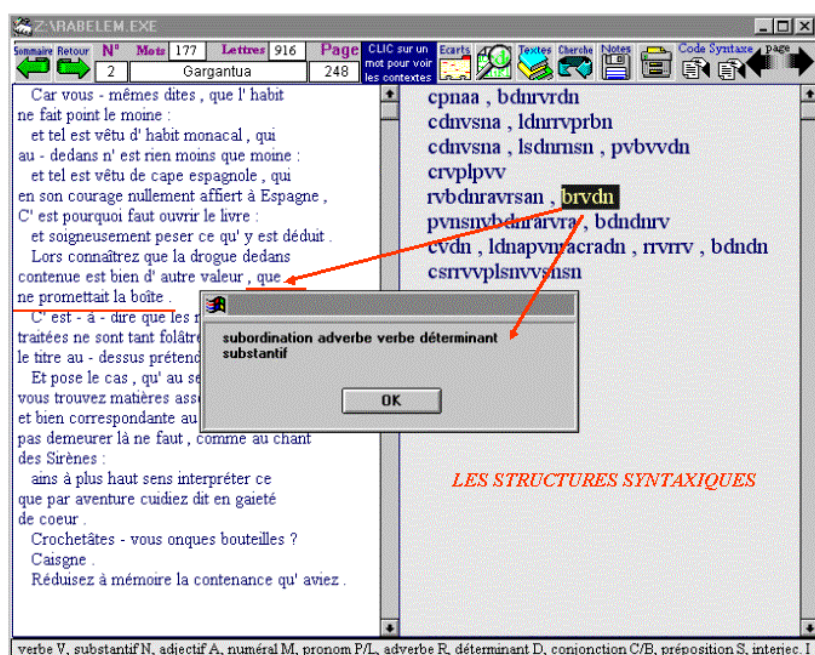 Z:\RABELEM.EXE
Sommaire Retour N° Mots 177 Lettres 916 Page CLIC sur un mot pour voir les contextes Ecarts Textes Cherche Notes Code Syntaxe page
2 Gargantua 248
Car vous - mêmes dites , que l' habit
ne fait point le moine :
et tel est vêtu d' habit monacal , qui
au - dedans n' est rien moins que moine :
et tel est vêtu de cape espagnole , qui
en son courage nullement affiert à Espagne ,
C' est pourquoi faut ouvrir le livre :
et soigneusement peser ce qu' y est déduit .
Lors connaîtrez que la drogue dedans
contenue est bien d' autre valeur , que
ne promettait la boîte .
C' est - à - dire que les
traitées ne sont tant folâtre
le titre au - dessus prétend
Et pose le cas , qu' au se
vous trouvez matières asse
et bien correspondante au
pas demeurer là ne faut , comme au chant
des Sirènes :
ains à plus haut sens interpréter ce
que par aventure cuidiez dit en gaieté
de coeur .
Crochetâtes - vous onques bouteilles ?
Caisgne .
Réduisez à mémoire la contenance qu' aviez .
cpnaa , bdnrvrdn
cdnvsna , ldnrrvprbn
cdnvsna , lsdnrnsn , pvbvvdn
crvplpvv
rvbdnravrsan , brvdn
pvnsnvbdnrarvra , bdndnrv
cvdn , ldnapvnracradn , rrvrrv , bdndn
csrrvvplsnvvsnsn
subordination adverbe verbe déterminant
substantif
OK
LES STRUCTURES SYNTAXIQUES
verbe V, substantif N, adjectif A, numéral M, pronom P/L, adverbe R, déterminant D, conjonction C/B, préposition S, interjec. I